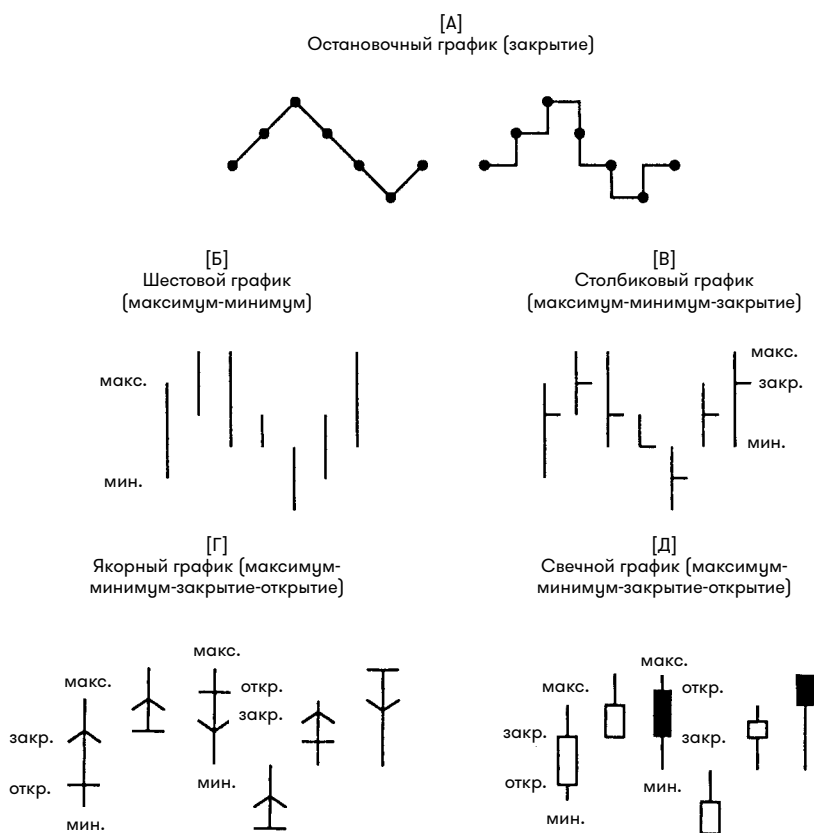 [А]
Остановочный график (закрытие)
[Б]
Шестовой график
(максимум-минимум)
макс.
мин.
[В]
Столбиковый график
(максимум-минимум-закрытие)
макс.
закр.
мин.
[Г]
Якорный график (максимум-
минимум-закрытие-открытие)
макс.
закр.
откр.
мин.
макс.
откр.
закр.
мин.
[Д]
Свечной график (максимум-
минимум-закрытие-открытие)
макс.
закр.
откр.
мин.
макс.
откр.
закр.
мин.